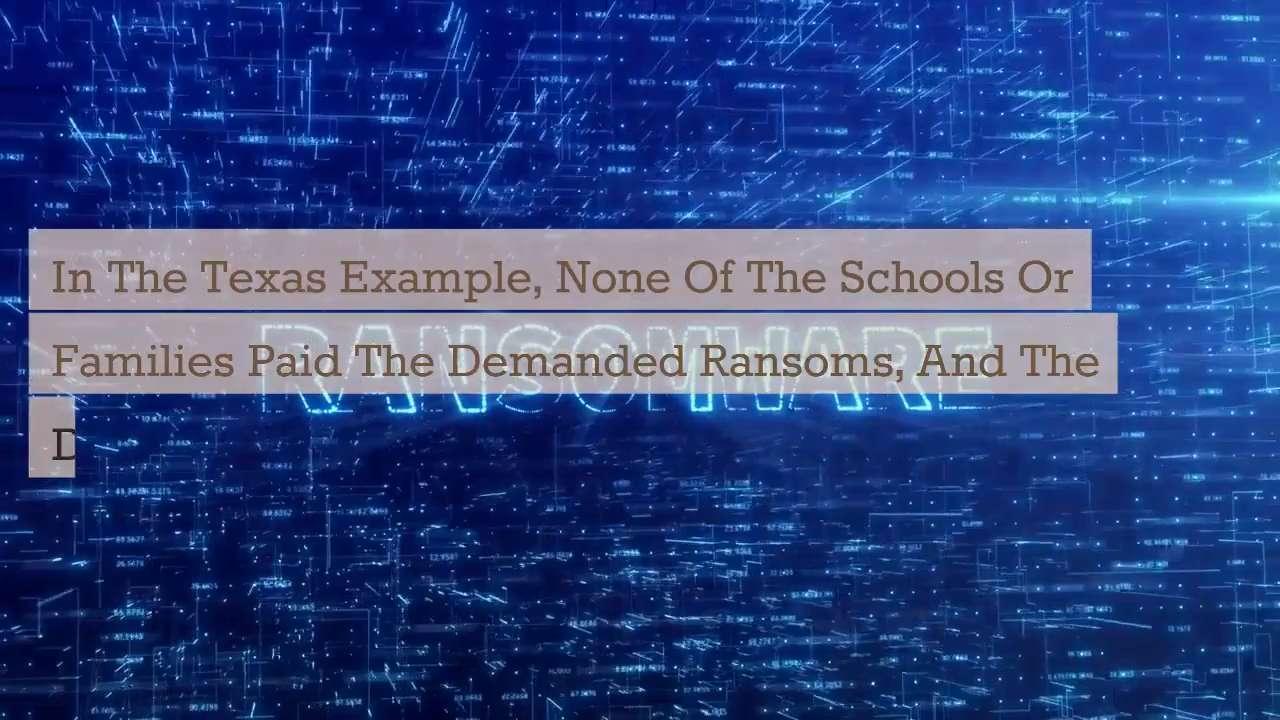 In The Texas Example, None Of The Schools Or
Families Paid The Demanded Ransoms, And The
D
RANSOMWARE